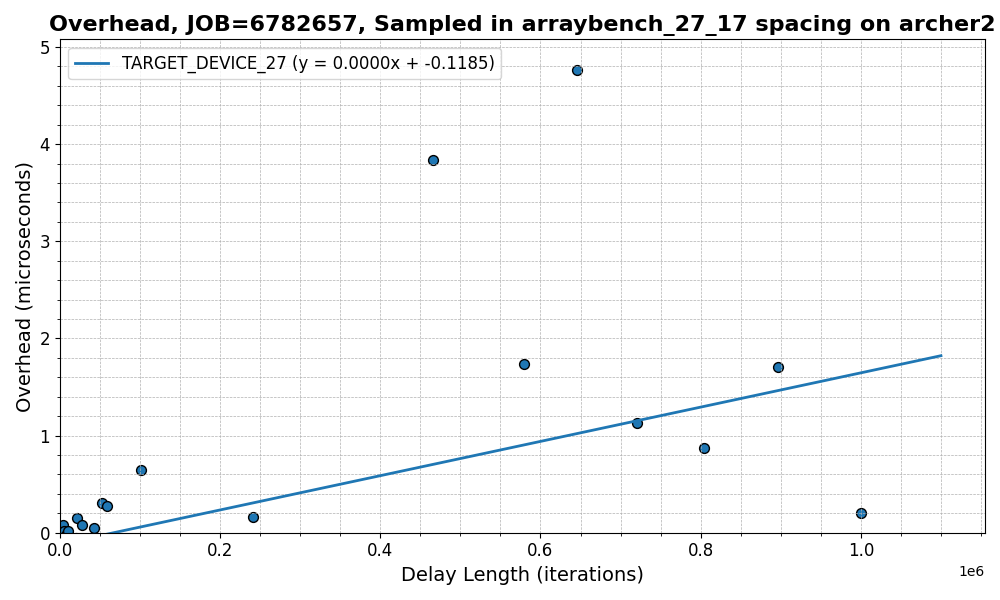 Overhead, JOB=6782657, Sampled in arraybench_27_17 spacing on archer2
TARGET_DEVICE_27 (y = 0.0000x + -0.1185)
Overhead (microseconds)
5
4
3
2
1
0
0.0 0.2 0.4 0.6 0.8 1.0
1e6
Delay Length (iterations)